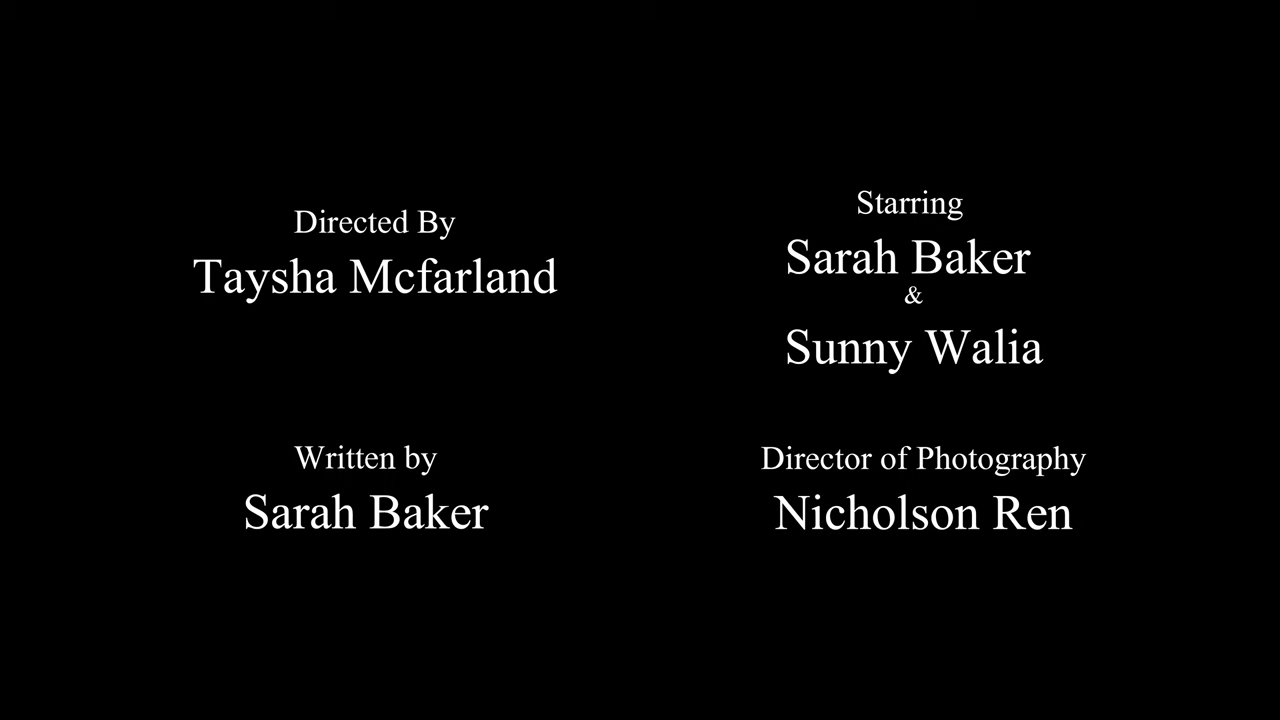 Directed By
Taysha Mcfarland
Starring
Sarah Baker
&
Sunny Walia
Written by
Sarah Baker
Director of Photography
Nicholson Ren